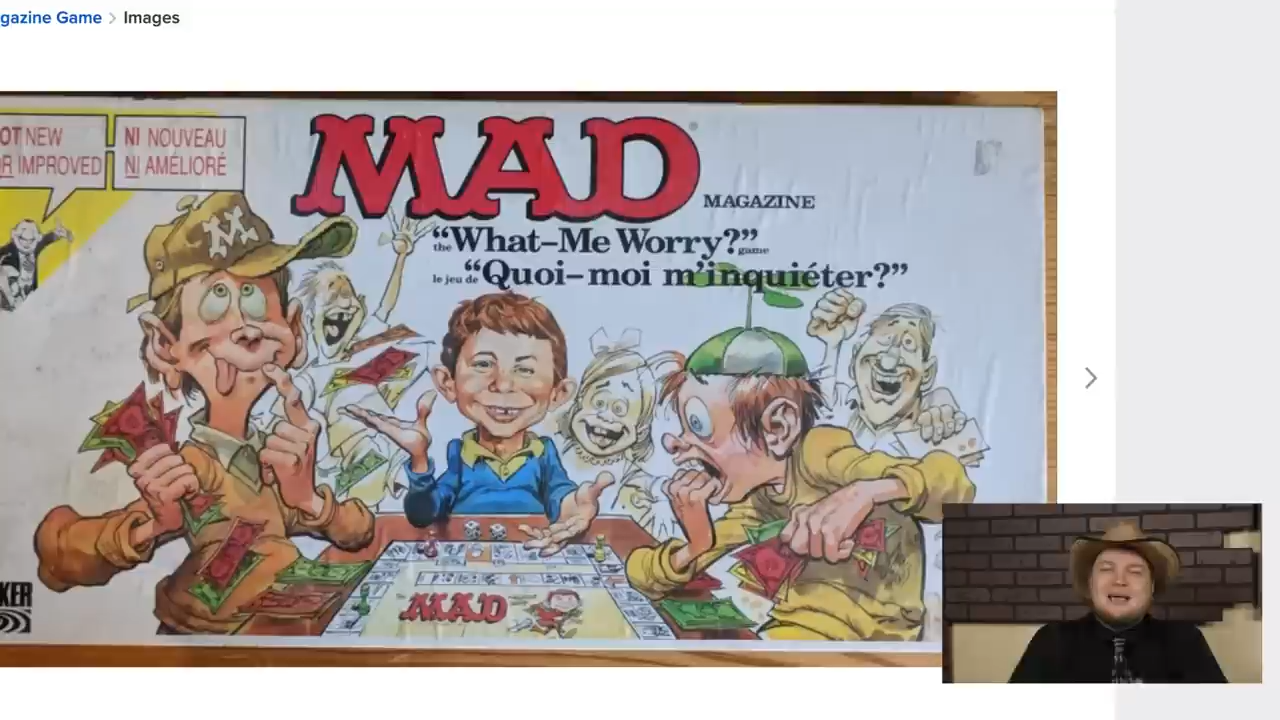 gazine Game > Images
OT NEW
R IMPROVED
NI NOUVEAU
NI AMÉLIORÉ
MAD
MAGAZINE
the “What–Me Worry?” game
le jeu de “Quoi–moi m’inquiéter?”
M
MAD
KER